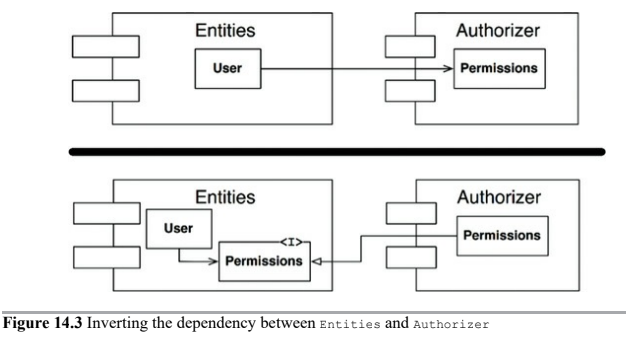 Entities
Authorizer
User
Permissions
Entities
Authorizer
User
<I>
Permissions
Permissions
Figure 14.3 Inverting the dependency between Entities and Authorizer